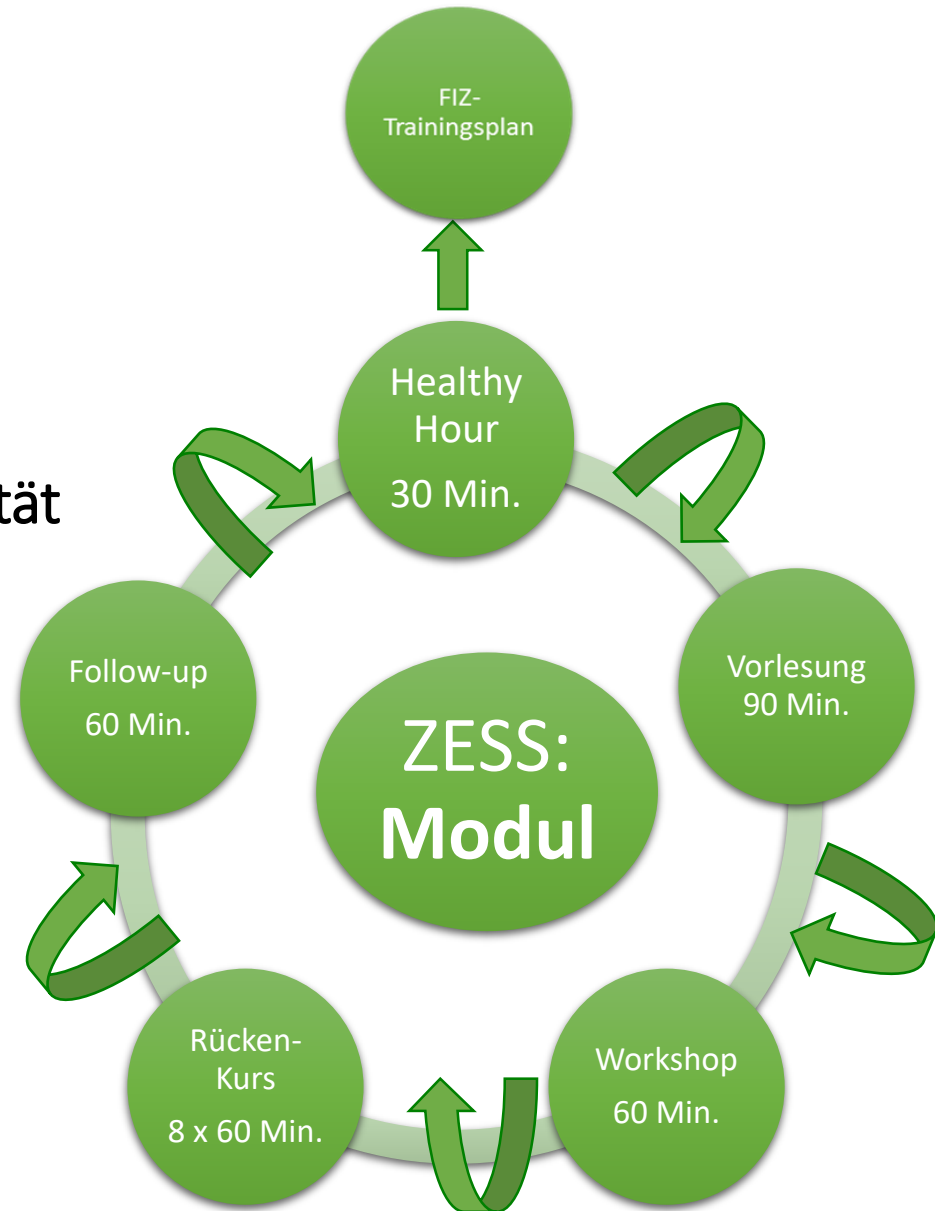 FIZ-
Trainingsplan
Healthy
Hour
30 Min.
tät
Follow-up
60 Min.
Vorlesung
90 Min.
ZESS:
Modul
Rücken-
Kurs
8 x 60 Min.
Workshop
60 Min.